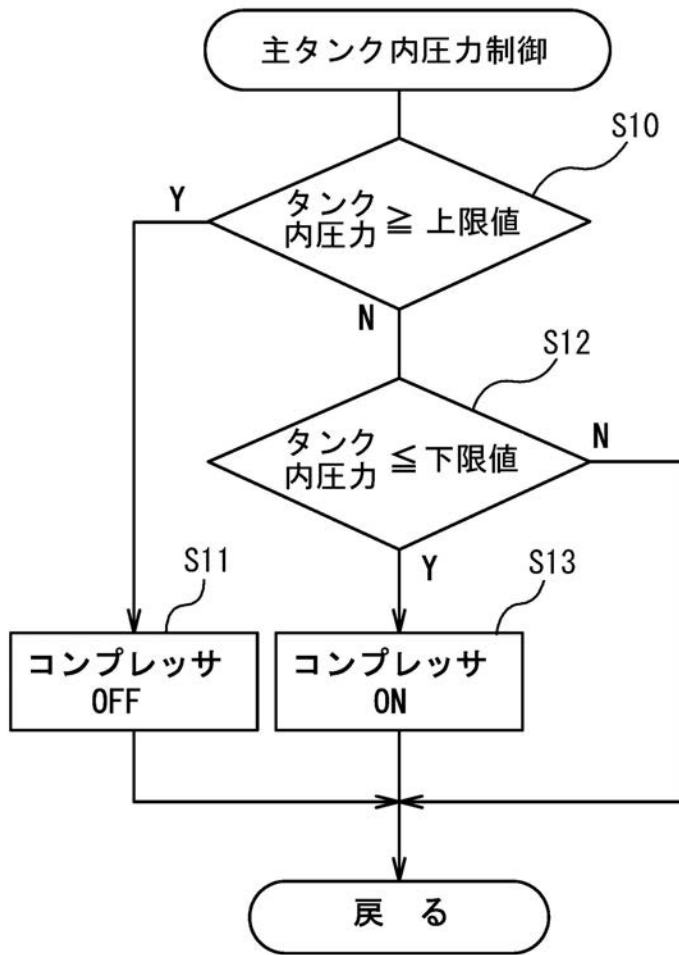 主タンク内圧力制御
S10
Y
タンク
内圧力 ≧ 上限値
N
S12
タンク
内圧力 ≦ 下限値
N
Y
S11
S13
コンプレッサ
OFF
コンプレッサ
ON
戻 る